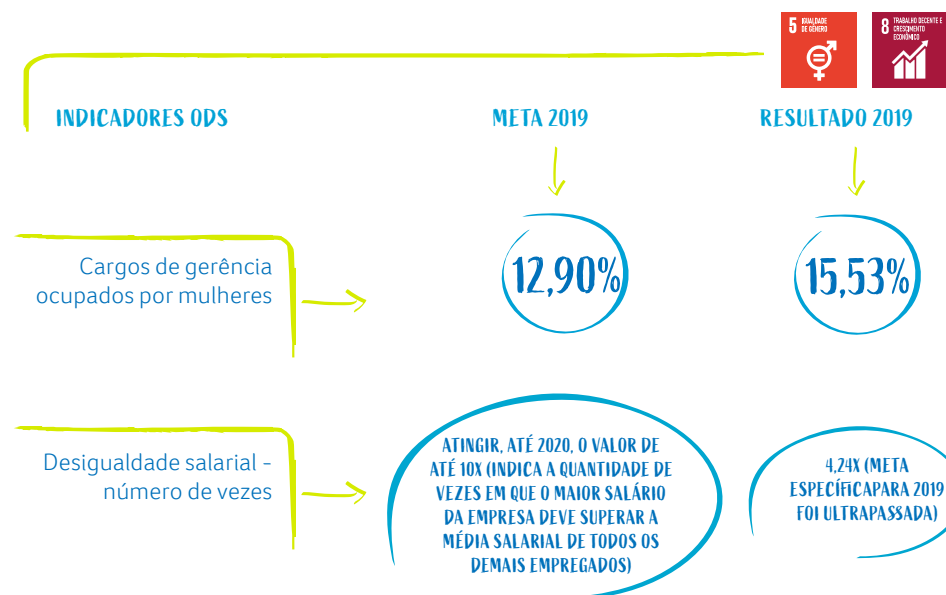 5 IGUALDADE
DE GÊNERO
8 TRABALHO DECENTE E
CRESCIMENTO
ECONÔMICO
INDICADORES ODS
META 2019
RESULTADO 2019
Cargos de gerência
ocupados por mulheres
12,90%
15,53%
Desigualdade salarial -
número de vezes
ATINGIR, ATÉ 2020, O VALOR DE
ATÉ 10X (INDICA A QUANTIDADE DE
VEZES EM QUE O MAIOR SALÁRIO
DA EMPRESA DEVE SUPERAR A
MÉDIA SALARIAL DE TODOS OS
DEMAIS EMPREGADOS)
4,24X (META
ESPECÍFICAPARA 2019
FOI ULTRAPASSADA)